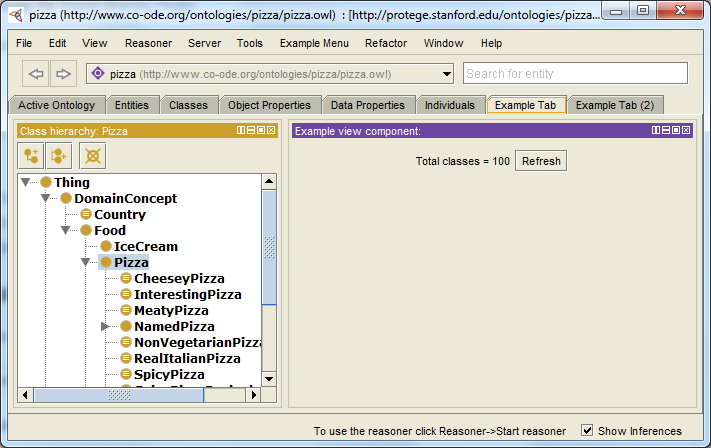 pizza (http://www.co-ode.org/ontologies/pizza/pizza.owl) : [http://protege.stanford.edu/ontologies/pizza...
File Edit View Reasoner Server Tools Example Menu Refactor Window Help
pizza (http://www.co-ode.org/ontologies/pizza/pizza.owl) Search for entity
Active Ontology Entities Classes Object Properties Data Properties Individuals Example Tab Example Tab (2)
Class hierarchy: Pizza
Example view component:
Total classes = 100 Refresh
Thing
DomainConcept
Country
Food
IceCream
Pizza
CheeseyPizza
InterestingPizza
MeatyPizza
NamedPizza
NonVegetarianPizza
RealItalianPizza
SpicyPizza
To use the reasoner click Reasoner->Start reasoner Show Inferences